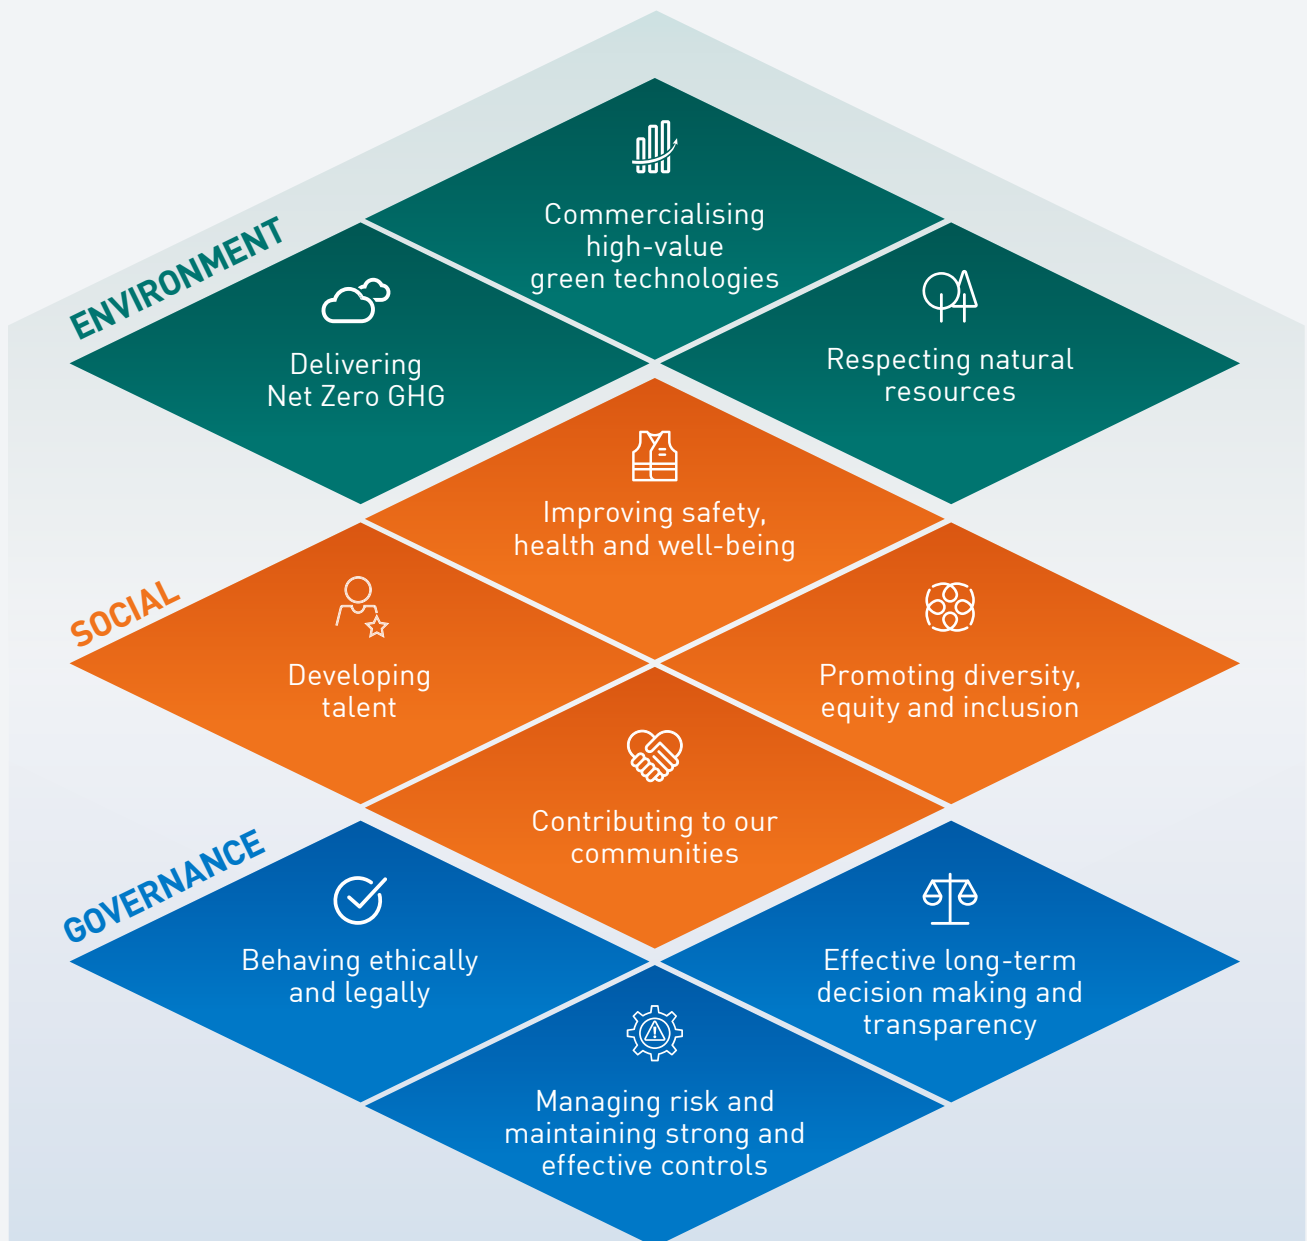 ENVIRONMENT
Commercialising
high-value
green technologies
Delivering
Net Zero GHG
Respecting natural
resources
SOCIAL
Improving safety,
health and well-being
Developing
talent
Promoting diversity,
equity and inclusion
Contributing to our
communities
GOVERNANCE
Behaving ethically
and legally
Effective long-term
decision making and
transparency
Managing risk and
maintaining strong and
effective controls